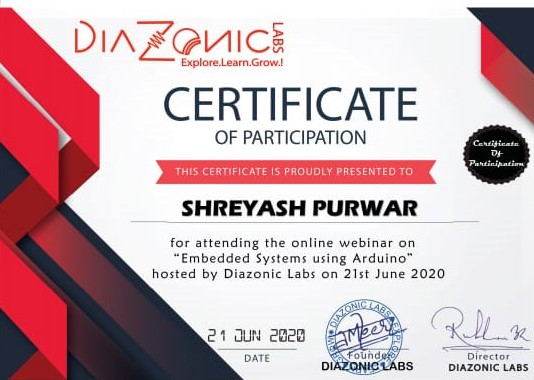 DIAZONIC LABS
Explore.Learn.Grow.!
CERTIFICATE
OF PARTICIPATION
THIS CERTIFICATE IS PROUDLY PRESENTED TO
Certificate
Of
Participation
SHREYASH PURWAR
for attending the online webinar on
"Embedded Systems using Arduino"
hosted by Diazonic Labs on 21st June 2020
21 JUN 2020
DATE
Founder
DIAZONIC LABS
Director
DIAZONIC LABS